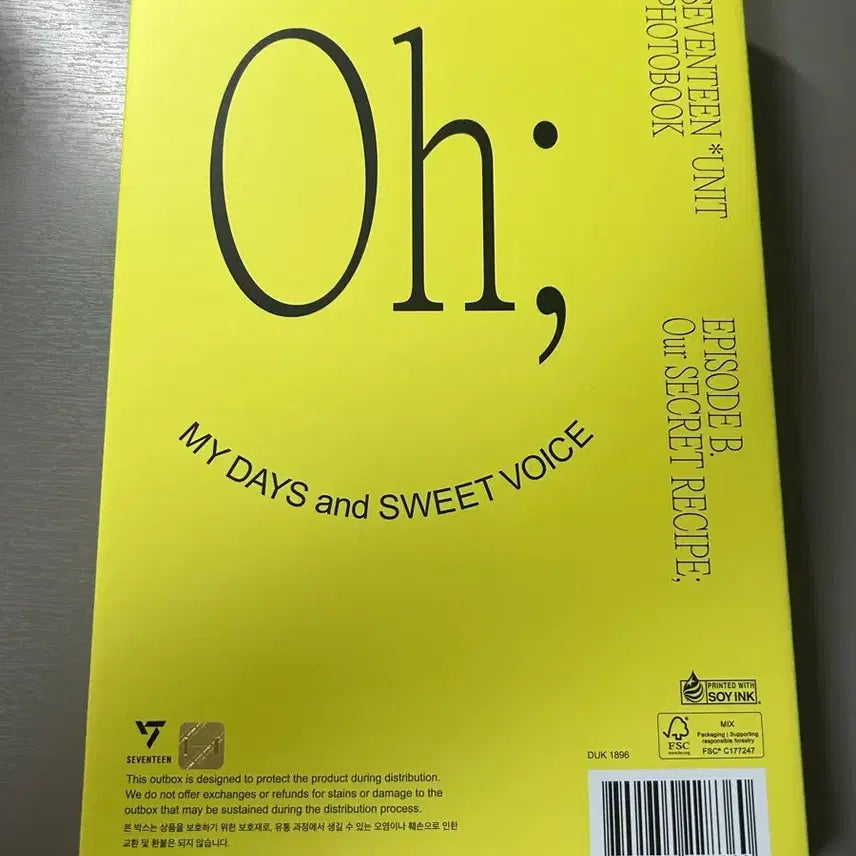 Oh;
MY DAYS and SWEET VOICE
SEVENTEEN *UNIT
PHOTOBOOK
EPISODE B.
Our SECRET RECIPE;
PRINTED WITH
SOY INK
SEVENTEEN
This outbox is designed to protect the product during distribution.
We do not offer exchanges or refunds for stains or damage to the
outbox that may be sustained during the distribution process.
본 박스는 상품을 보호하기 위한 보호재로, 유통 과정에서 생길 수 있는 오염이나 훼손으로 인한
교환 및 환불은 되지 않습니다.
DUK 1896
FSC
www.fsc.org
MIX
Packaging | Supporting
responsible forestry
FSC® C177247